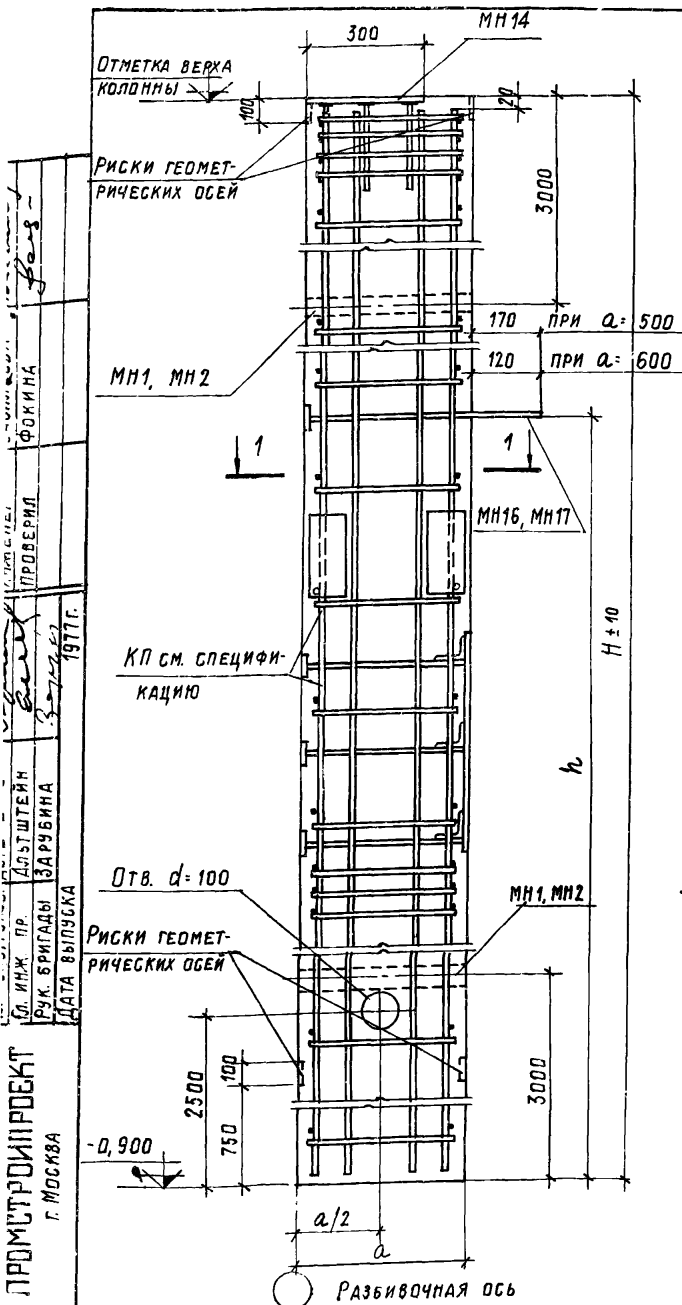 300
МН14
ОТМЕТКА ВЕРХА
КОЛОННЫ
100
20
РИСКИ ГЕОМЕТ-
РИЧЕСКИХ ОСЕЙ
3000
170 ПРИ a= 500
120 ПРИ a= 600
МН1, МН2
1
1
МН16, МН17
КП СМ. СПЕЦИФИ-
КАЦИЮ
H±10
h
ОТВ. d=100
МН1, МН2
РИСКИ ГЕОМЕТ-
РИЧЕСКИХ ОСЕЙ
100
2500
750
3000
-0,900
a/2
a
РАЗБИВОЧНАЯ ОСЬ
ПРОВЕРИЛ ФОКИНА
ГЛ. ИНЖ. ПР. АЛЬТШТЕЙН
РУК. БРИГАДЫ ЗАРУБИНА
ДАТА ВЫПУСКА 1977г.
ПРОМСТРОЙПРОЕКТ
Г. МОСКВА